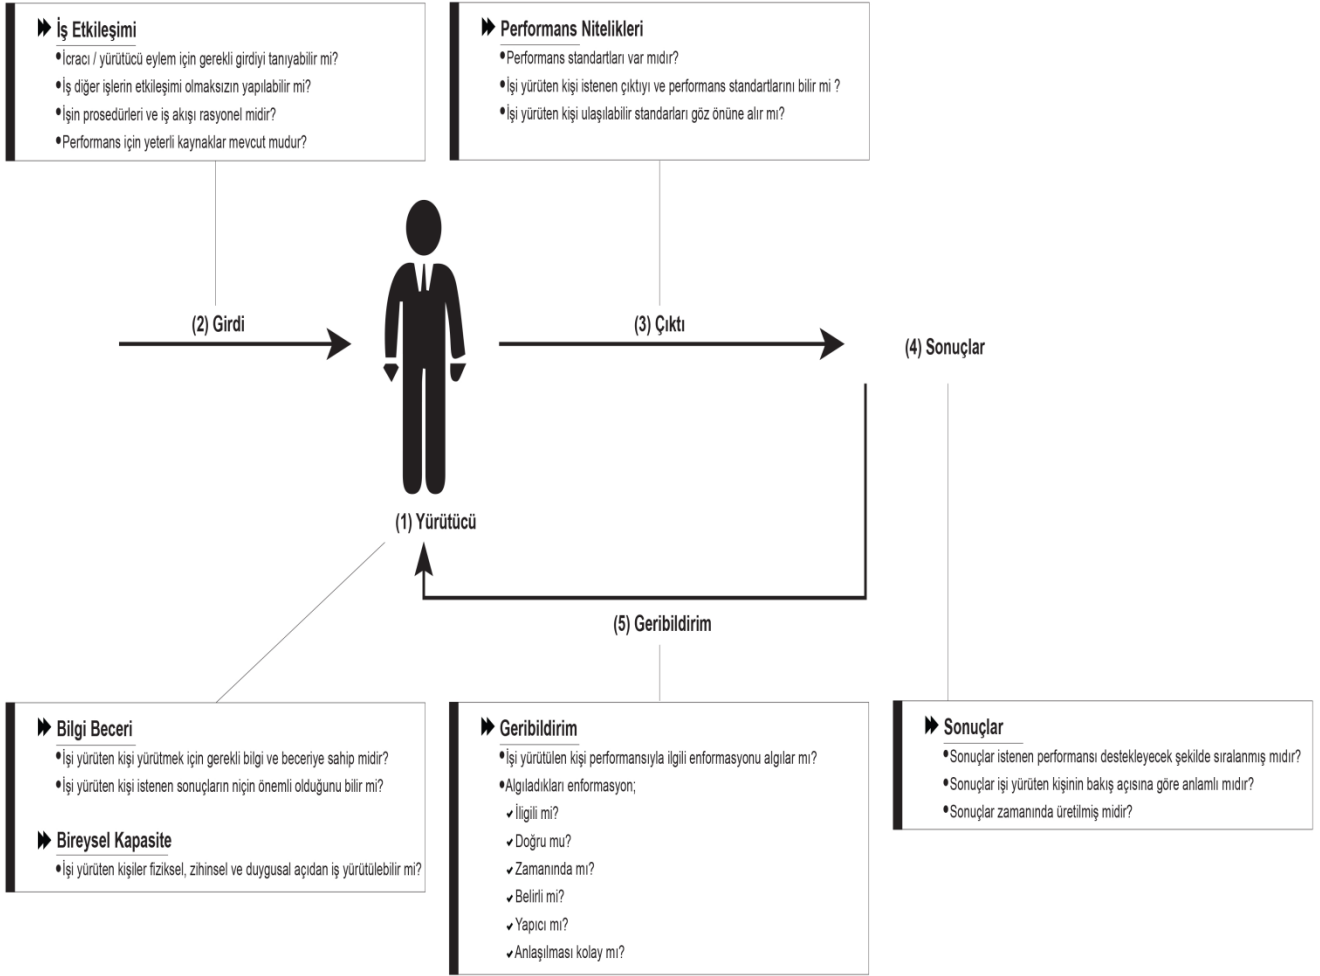 İş Etkileşimi
•İcracı / yürütücü eylem için gerekli girdiyi tanıyabilir mi?
•İş diğer işlerin etkileşimi olmaksızın yapılabilir mi?
•İşin prosedürleri ve iş akışı rasyonel midir?
•Performans için yeterli kaynaklar mevcut mudur?
Performans Nitelikleri
•Performans standartları var mıdır?
•İşi yürüten kişi istenen çıktıyı ve performans standartlarını bilir mi ?
•İşi yürüten kişi ulaşılabilir standarları göz önüne alır mı?
(2) Girdi
(3) Çıktı
(4) Sonuçlar
(1) Yürütücü
(5) Geribildirim
Bilgi Beceri
•İşi yürüten kişi yürütmek için gerekli bilgi ve beceriye sahip midir?
•İşi yürüten kişi istenen sonuçların niçin önemli olduğunu bilir mi?
Bireysel Kapasite
•İşi yürüten kişiler fiziksel, zihinsel ve duygusal açıdan iş yürütülebilir mi?
Geribildirim
•İşi yürütülen kişi performansıyla ilgili enformasyonu algılar mı?
•Algıladıkları enformasyon;
✓İligili mi?
✓Doğru mu?
✓Zamanında mı?
✓Belirli mi?
✓Yapıcı mı?
✓Anlaşılması kolay mı?
Sonuçlar
•Sonuçlar istenen performansı destekleyecek şekilde sıralanmış mıdır?
•Sonuçlar işi yürüten kişinin bakış açısına göre anlamlı mıdır?
•Sonuçlar zamanında üretilmiş midir?